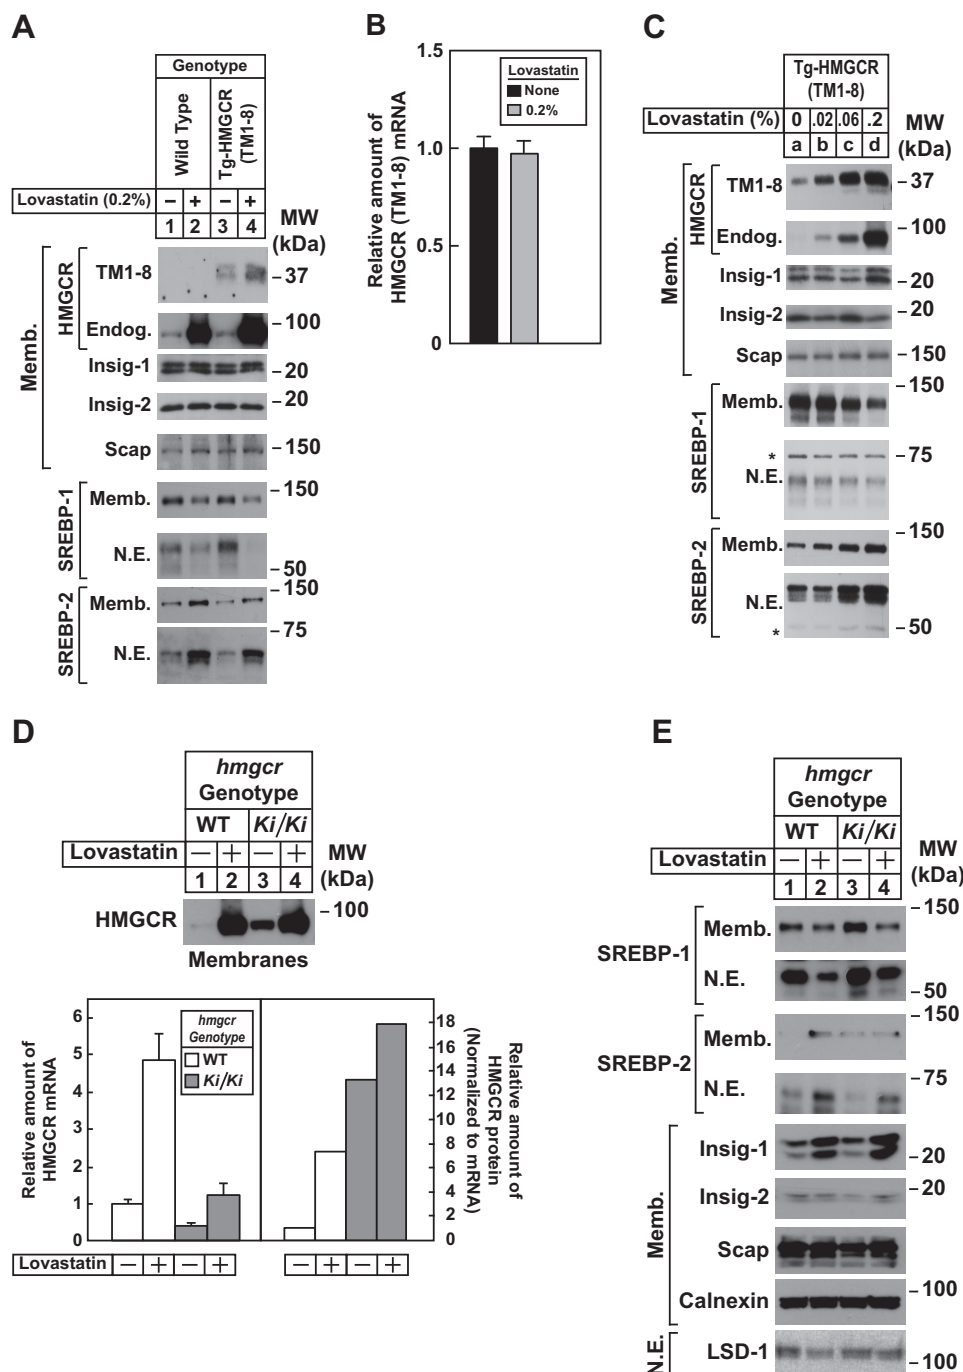 A
Genotype
Wild Type
Tg-HMGCR
(TM1-8)
Lovastatin (0.2%) − + − +
1 2 3 4
MW
(kDa)
Memb.
HMGCR
TM1-8
– 37
Endog.
– 100
Insig-1
– 20
Insig-2
– 20
Scap
– 150
SREBP-1
Memb.
– 150
N.E.
– 50
SREBP-2
Memb.
– 150
N.E.
– 75
B
Relative amount of
HMGCR (TM1-8) mRNA
1.5
1.0
0.5
0
Lovastatin
None
0.2%
C
Tg-HMGCR
(TM1-8)
Lovastatin (%) 0 .02 .06 .2
a b c d
MW
(kDa)
Memb.
HMGCR
TM1-8
– 37
Endog.
– 100
Insig-1
– 20
Insig-2
– 20
Scap
– 150
SREBP-1
Memb.
– 150
*
– 75
N.E.
SREBP-2
Memb.
– 150
N.E.
– 50
*
D
hmgcr
Genotype
WT Ki/Ki
Lovastatin − + − +
1 2 3 4
MW
(kDa)
HMGCR
– 100
Membranes
Relative amount of
HMGCR mRNA
6
5
4
3
2
1
0
hmgcr
Genotype
WT
Ki/Ki
18
16
14
12
10
8
6
4
2
0
Relative amount of
HMGCR protein
(Normalized to mRNA)
Lovastatin − + − + − + − +
E
hmgcr
Genotype
WT Ki/Ki
Lovastatin − + − +
1 2 3 4
MW
(kDa)
SREBP-1
Memb.
– 150
N.E.
– 50
SREBP-2
Memb.
– 150
N.E.
– 75
Memb.
Insig-1
– 20
Insig-2
– 20
Scap
Calnexin
– 100
N.E.
LSD-1
– 100